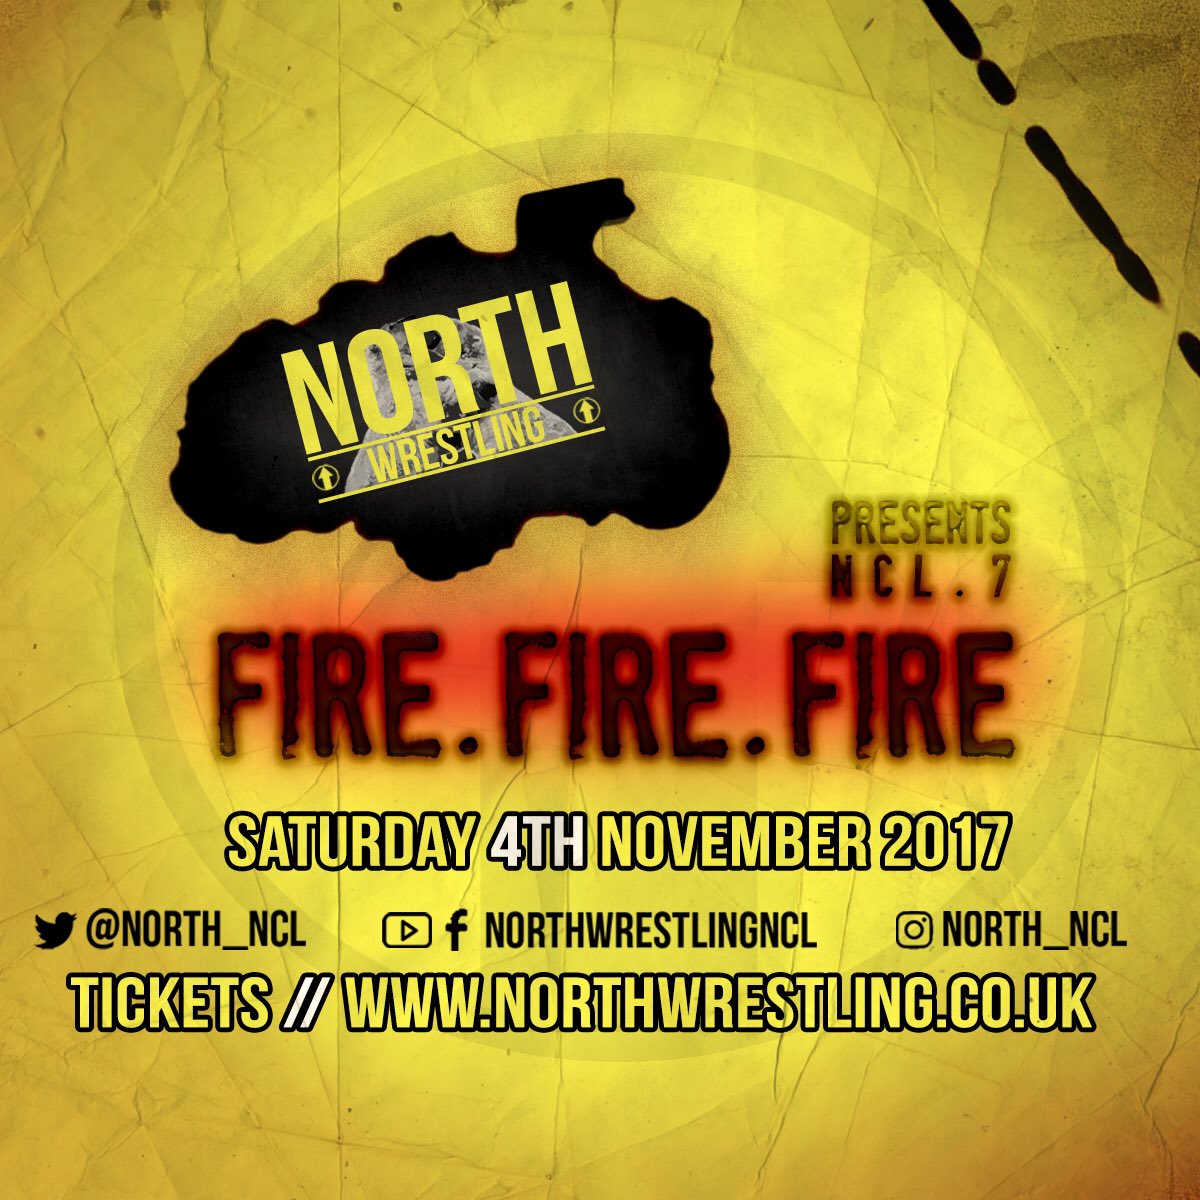 NORTH
WRESTLING
PRESENTS
NCL.7
FIRE.FIRE.FIRE
SATURDAY 4TH NOVEMBER 2017
@NORTH_NCL NORTHWRESTLINGNCL NORTH_NCL
TICKETS // WWW.NORTHWRESTLING.CO.UK